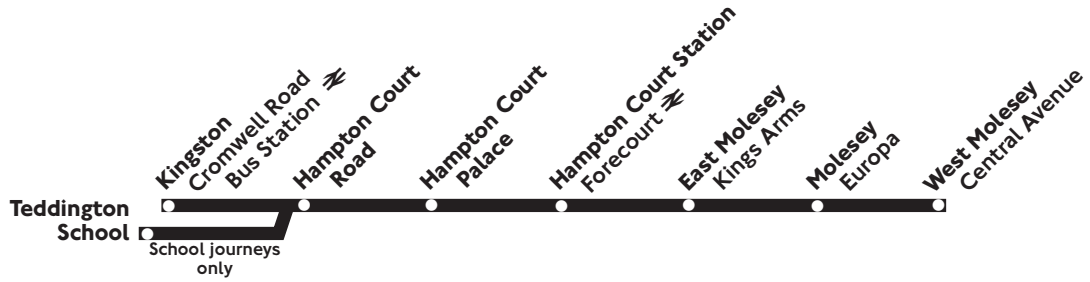 Kingston
Cromwell Road
Bus Station
Hampton Court
Road
Hampton Court
Palace
Hampton Court Station
Forecourt
East Molesey
Kings Arms
Molesey
Europa
West Molesey
Central Avenue
Teddington
School
School journeys
only